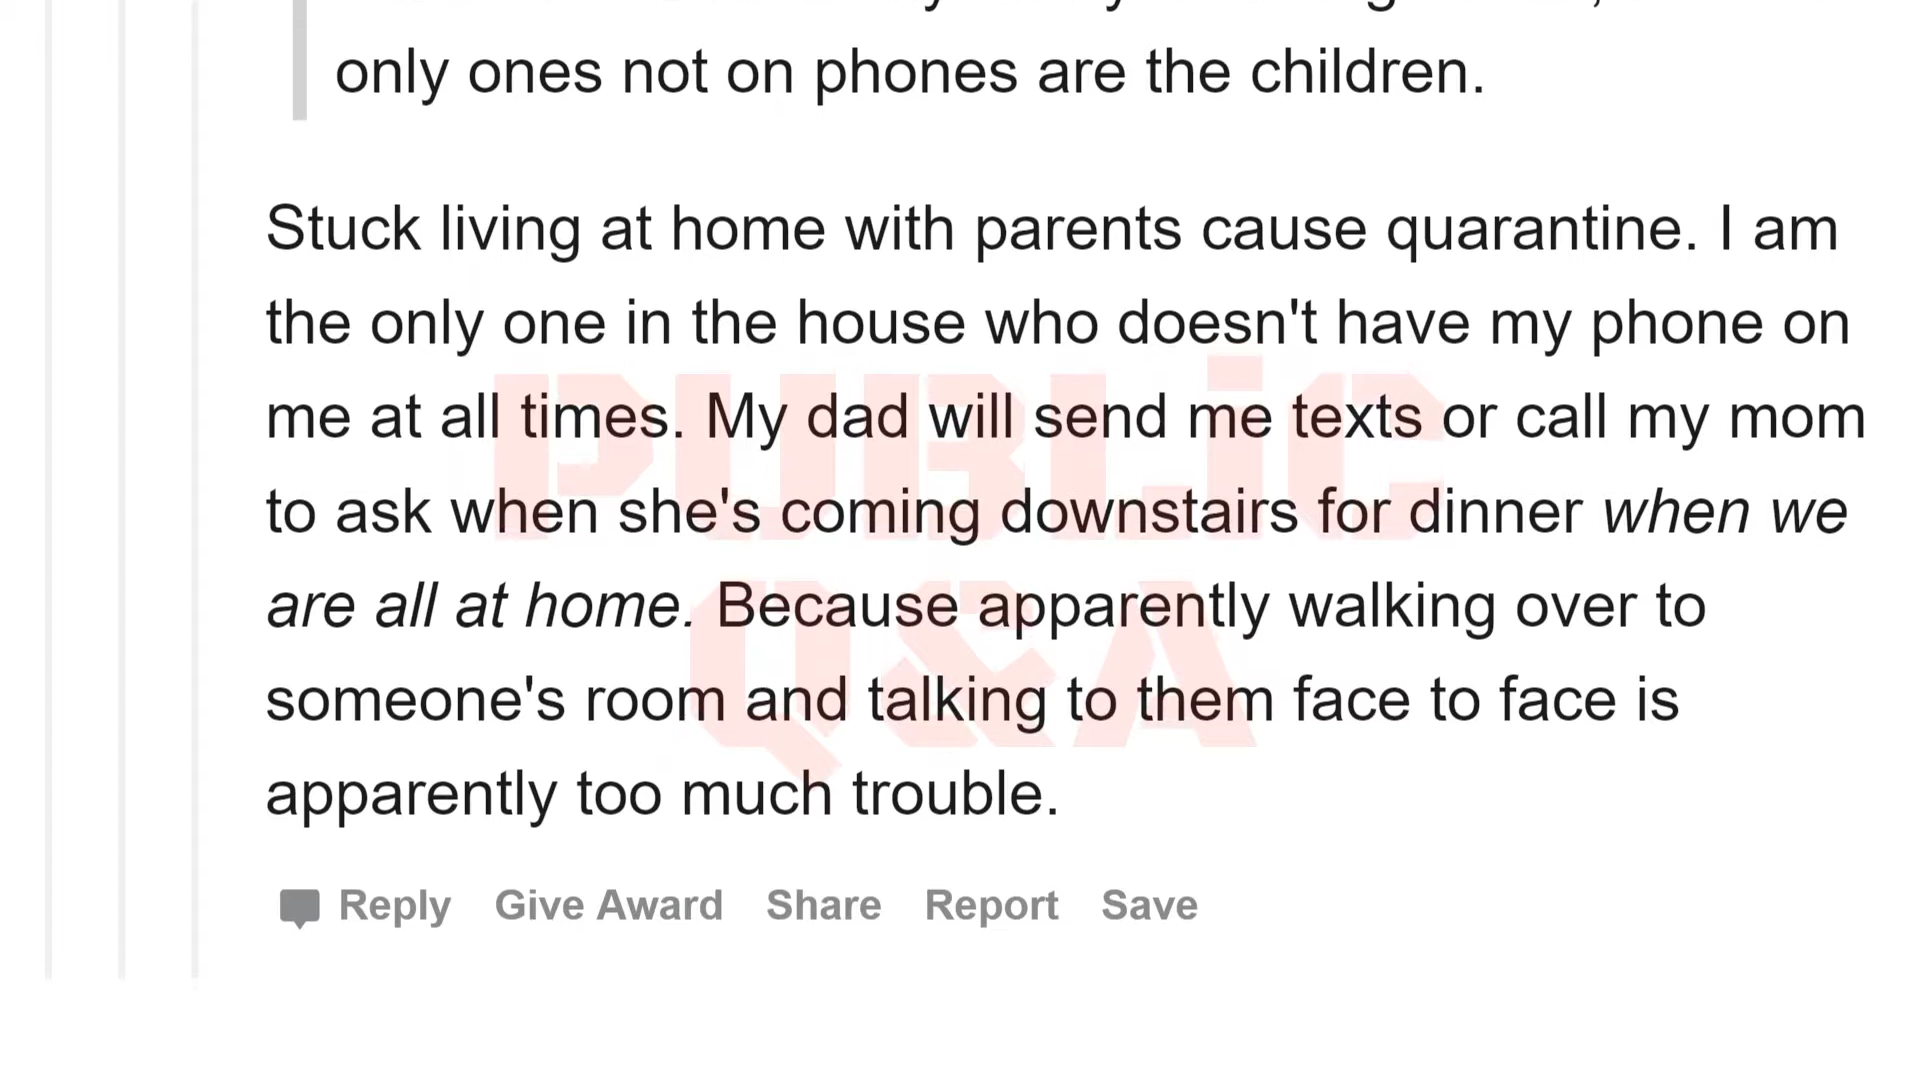 only ones not on phones are the children.
Stuck living at home with parents cause quarantine. I am
the only one in the house who doesn't have my phone on
me at all times. My dad will send me texts or call my mom
to ask when she's coming downstairs for dinner when we
are all at home. Because apparently walking over to
someone's room and talking to them face to face is
apparently too much trouble.
PUBLiC
Q&A
Reply Give Award Share Report Save